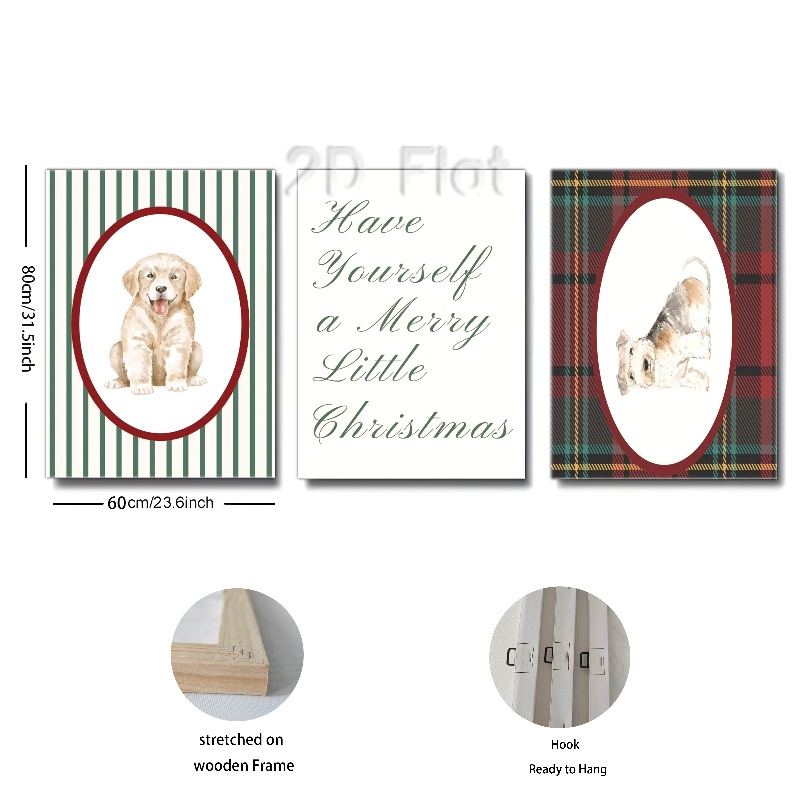 2D Flat
Have
Yourself
a Merry
Little
Christmas
80cm/31.5inch
60cm/23.6inch
stretched on
wooden Frame
Hook
Ready to Hang